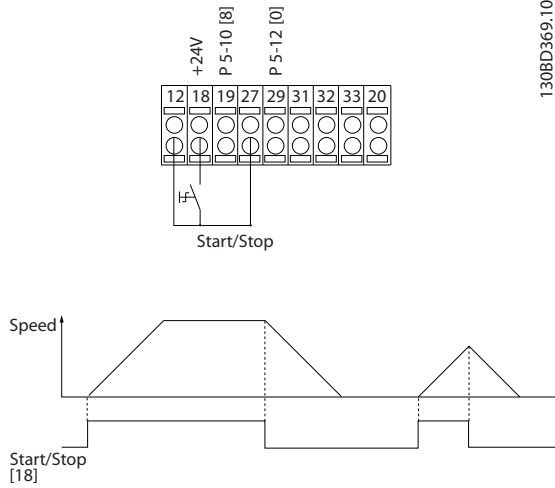 +24V
P 5-10 [8]
P 5-12 [0]
130BD369.10
12 18 19 27 29 31 32 33 20
Start/Stop
Speed
Start/Stop
[18]